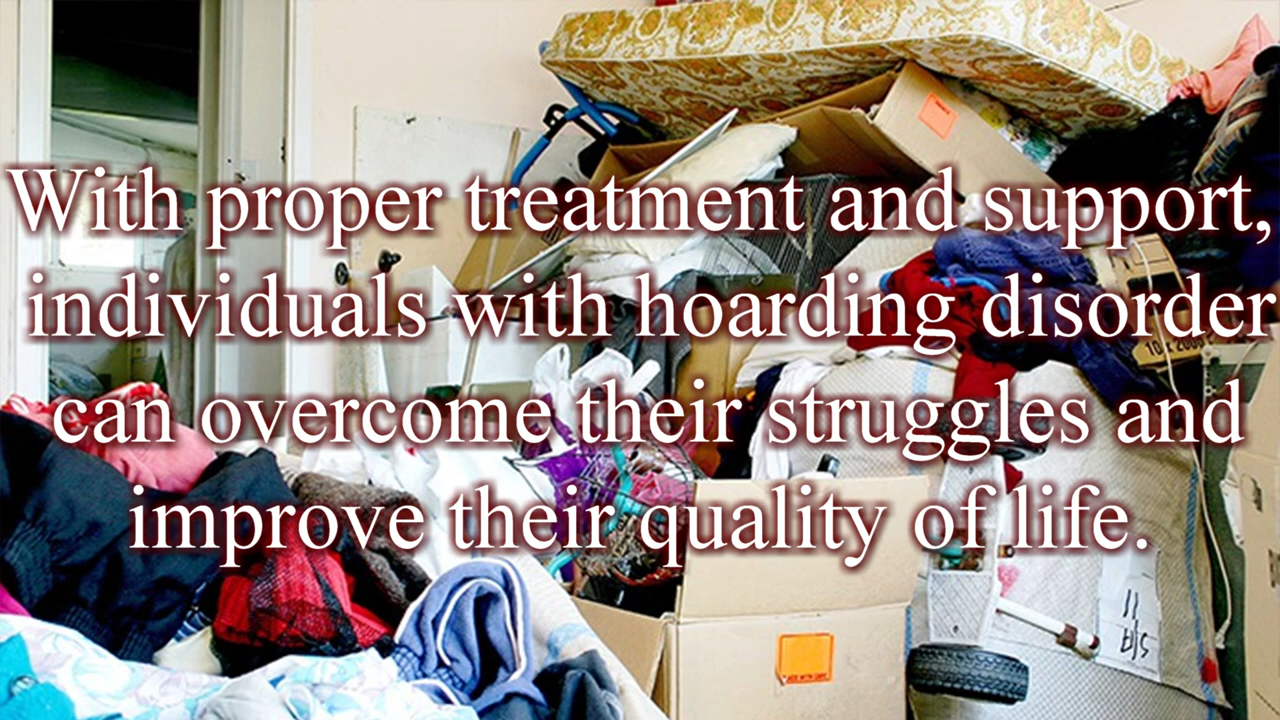 With proper treatment and support,
individuals with hoarding disorder
can overcome their struggles and
improve their quality of life.